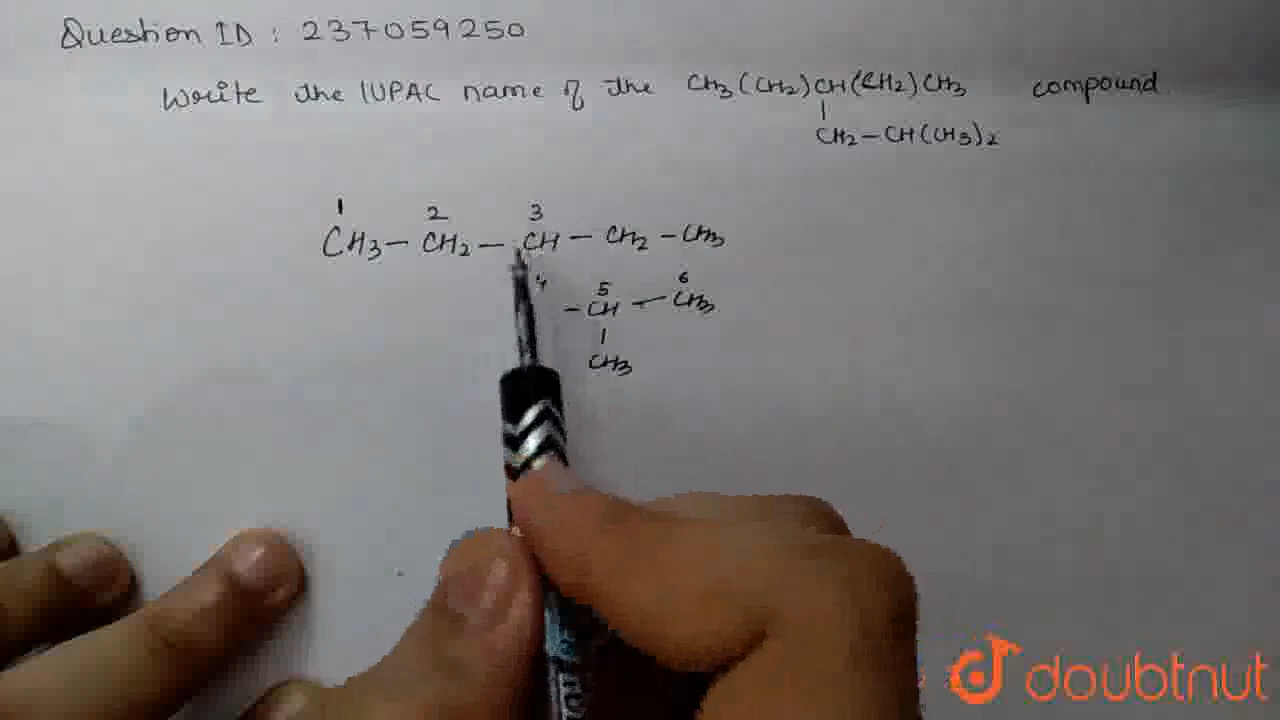 Question ID : 237059250
Write the IUPAC name of the CH3(CH2)CH(CH2)CH3 compound
|
CH2-CH(CH3)2
1 2 3
CH3-CH2-CH-CH2-CH3
4 5 6
-CH-CH3
|
CH3
doubtnut